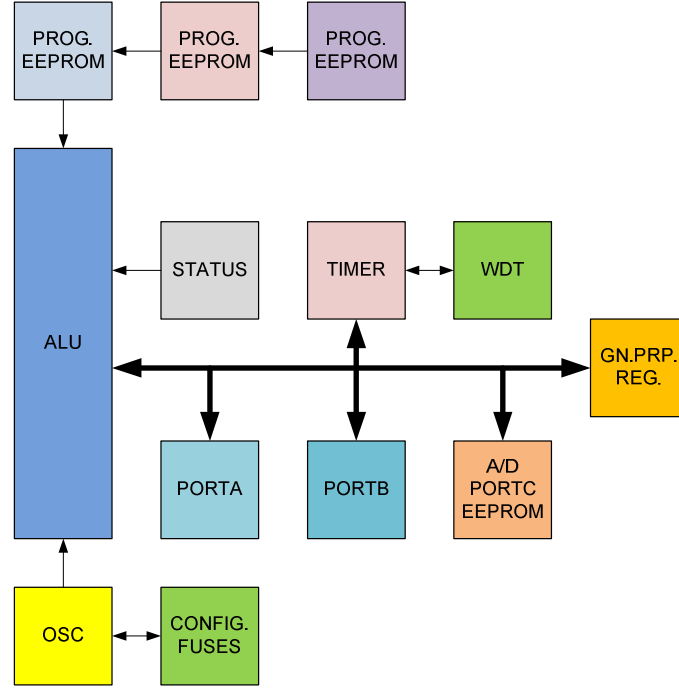 PROG.
EEPROM
PROG.
EEPROM
PROG.
EEPROM
STATUS
TIMER
WDT
ALU
GN.PRP.
REG.
PORTA
PORTB
A/D
PORTC
EEPROM
OSC
CONFIG.
FUSES